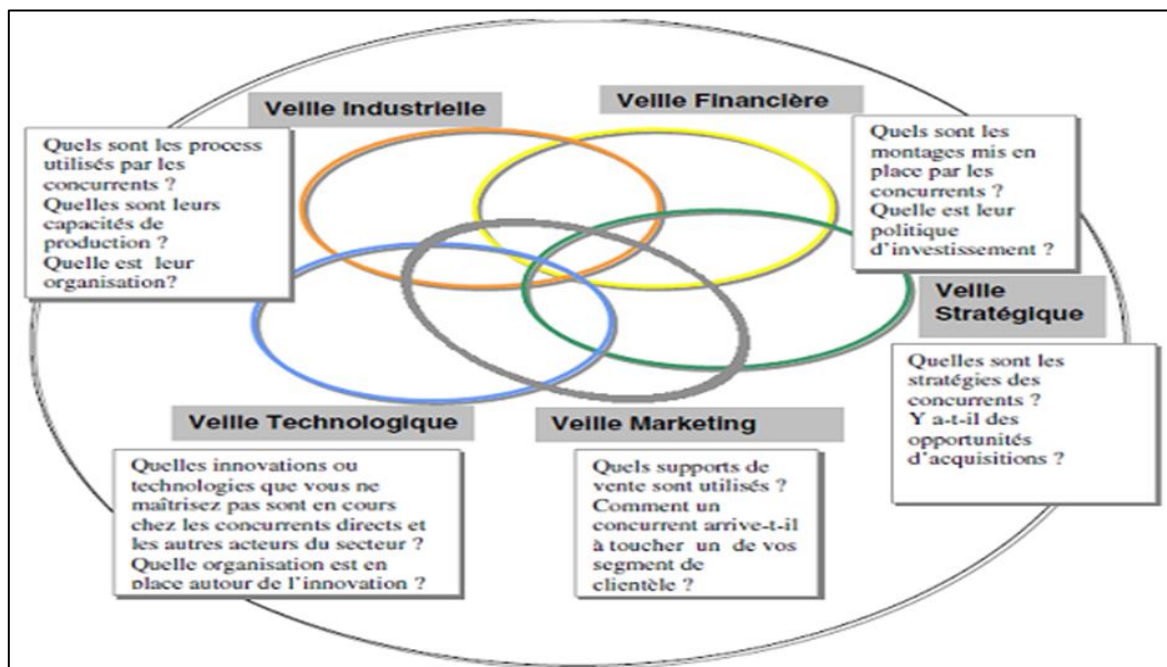 Veille Industrielle
Veille Financière
Quels sont les process
utilisés par les
concurrents ?
Quelles sont leurs
capacités de
production ?
Quelle est leur
organisation?
Quels sont les
montages mis en
place par les
concurrents ?
Quelle est leur
politique
d'investissement ?
Veille
Stratégique
Quelles sont les
stratégies des
concurrents ?
Y a-t-il des
opportunités
d'acquisitions ?
Veille Technologique
Veille Marketing
Quelles innovations ou
technologies que vous ne
maîtrisez pas sont en cours
chez les concurrents directs et
les autres acteurs du secteur ?
Quelle organisation est en
place autour de l'innovation ?
Quels supports de
vente sont utilisés ?
Comment un
concurrent arrive-t-il
à toucher un de vos
segment de
clientèle ?